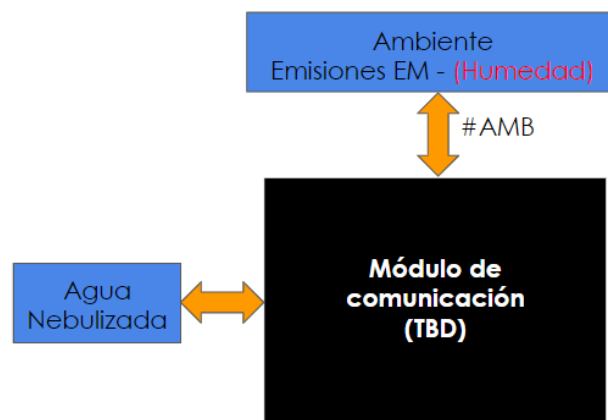 Ambiente
Emisiones EM - (Humedad)
#AMB
Módulo de
comunicación
(TBD)
Agua
Nebulizada